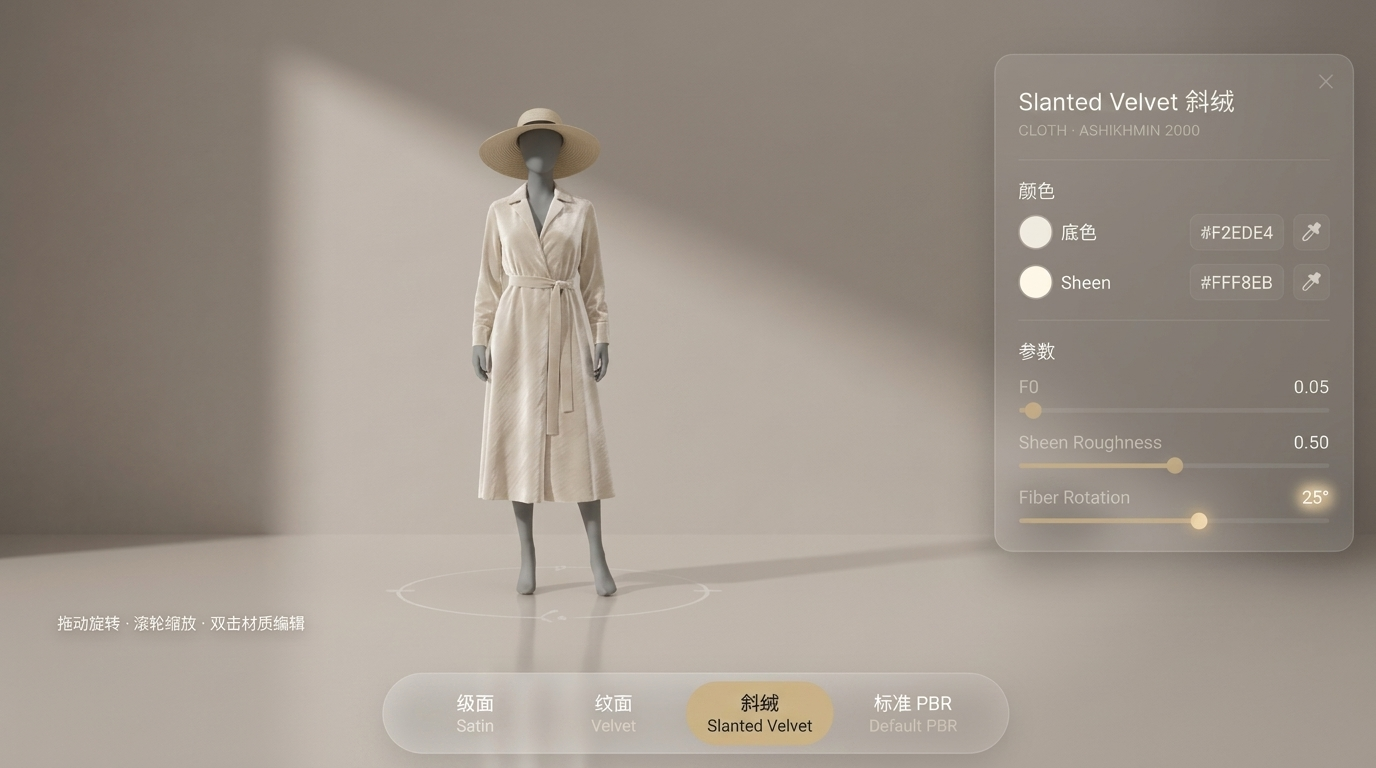 Slanted Velvet 斜绒
CLOTH · ASHIKHMIN 2000
颜色
底色 #F2EDE4
Sheen #FFF8EB
参数
F0 0.05
Sheen Roughness 0.50
Fiber Rotation 25°
拖动旋转 · 滚轮缩放 · 双击材质编辑
级面
Satin
纹面
Velvet
斜绒
Slanted Velvet
标准 PBR
Default PBR